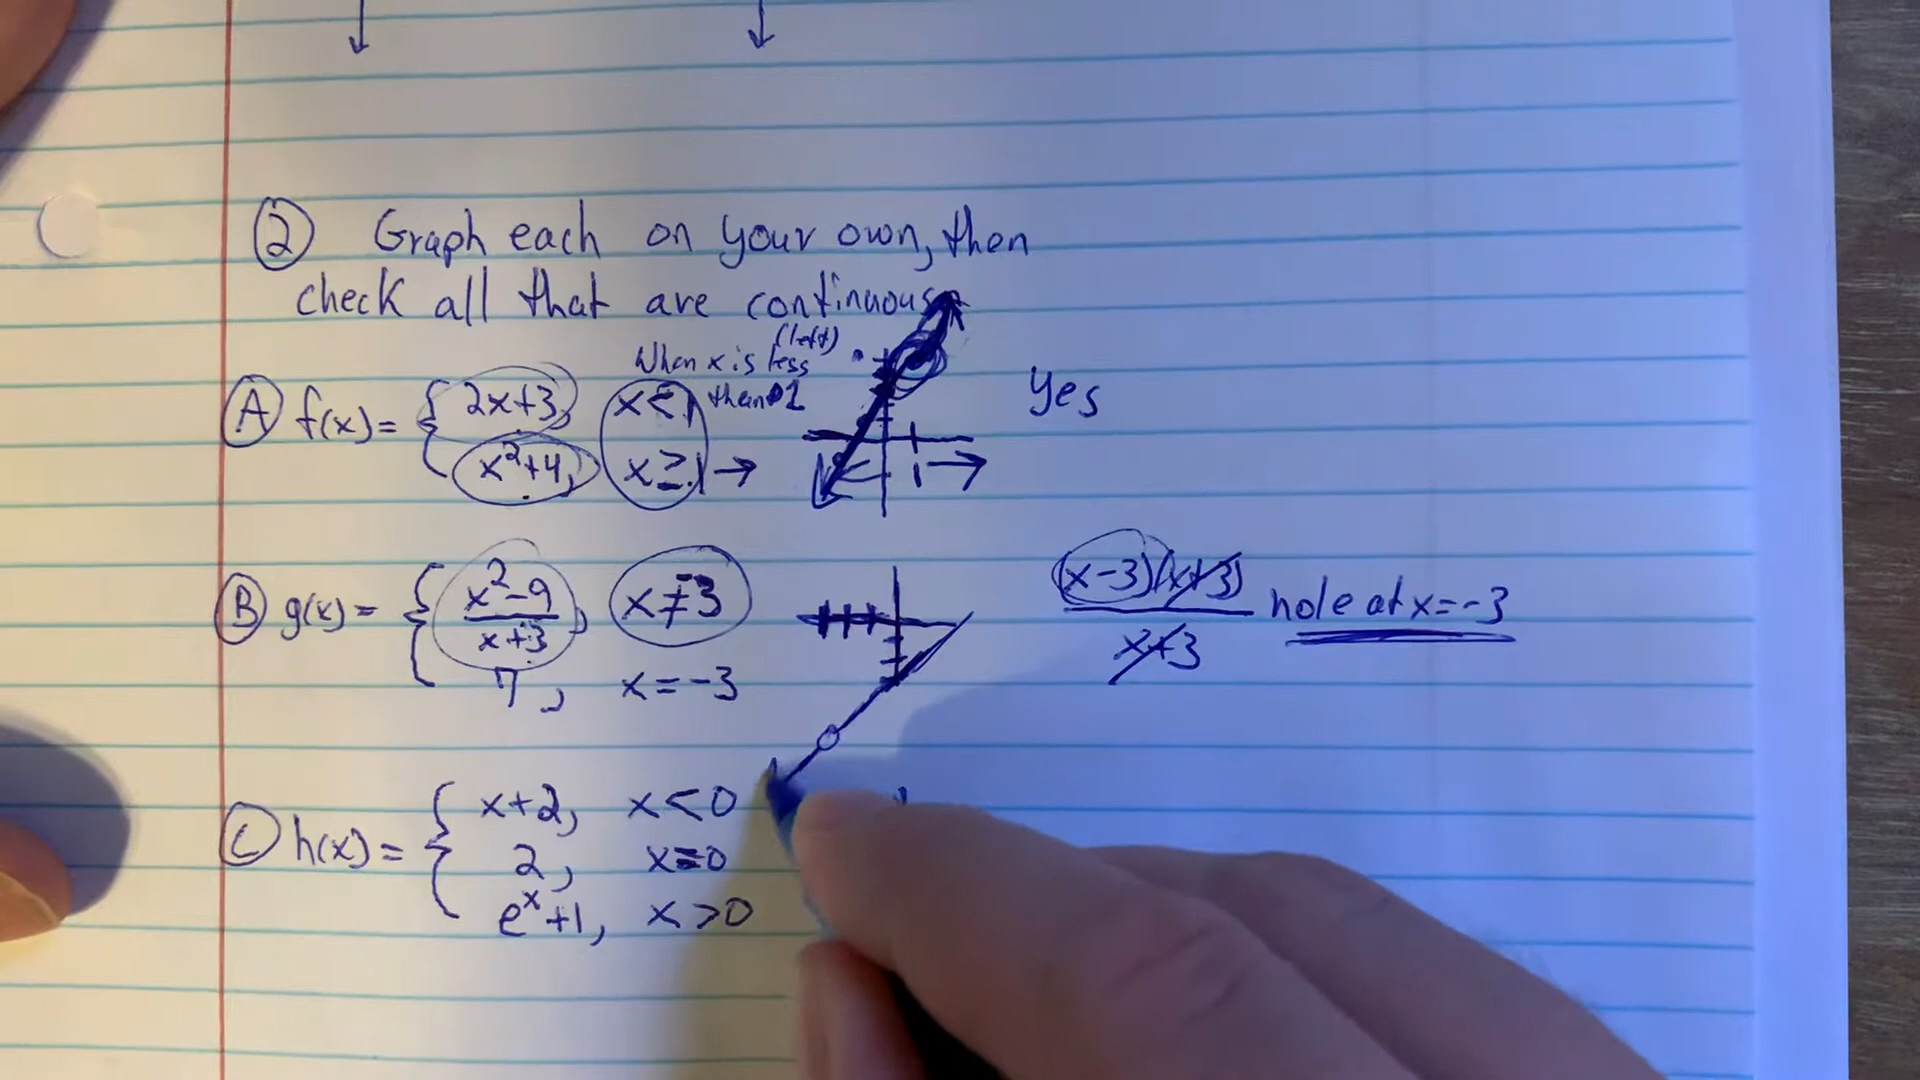 ② Graph each on your own, then
check all that are continuous
(left)
When x is less
than 1
Ⓐ f(x) = { 2x+3, x<1
x²+4, x≥1 →
1 →
Yes
Ⓑ g(x) = { x²-9 / x+3, x≠-3
7, x=-3
(x-3)(x+3) / x+3 hole at x=-3
Ⓒ h(x) = { x+2, x<0
2, x=0
eˣ+1, x>0